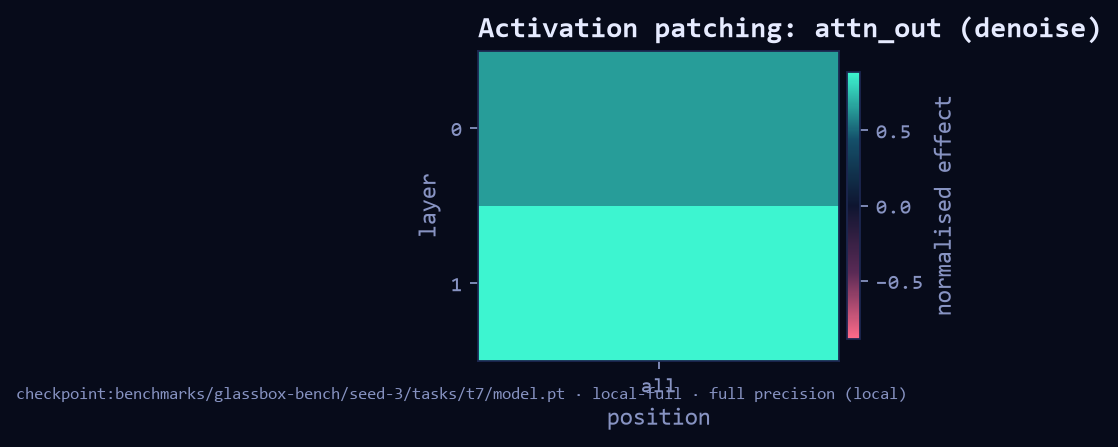 Activation patching: attn_out (denoise)
layer
0
1
0.5
0.0
−0.5
normalised effect
all
checkpoint:benchmarks/glassbox-bench/seed-3/tasks/t7/model.pt · local-full · full precision (local)
position